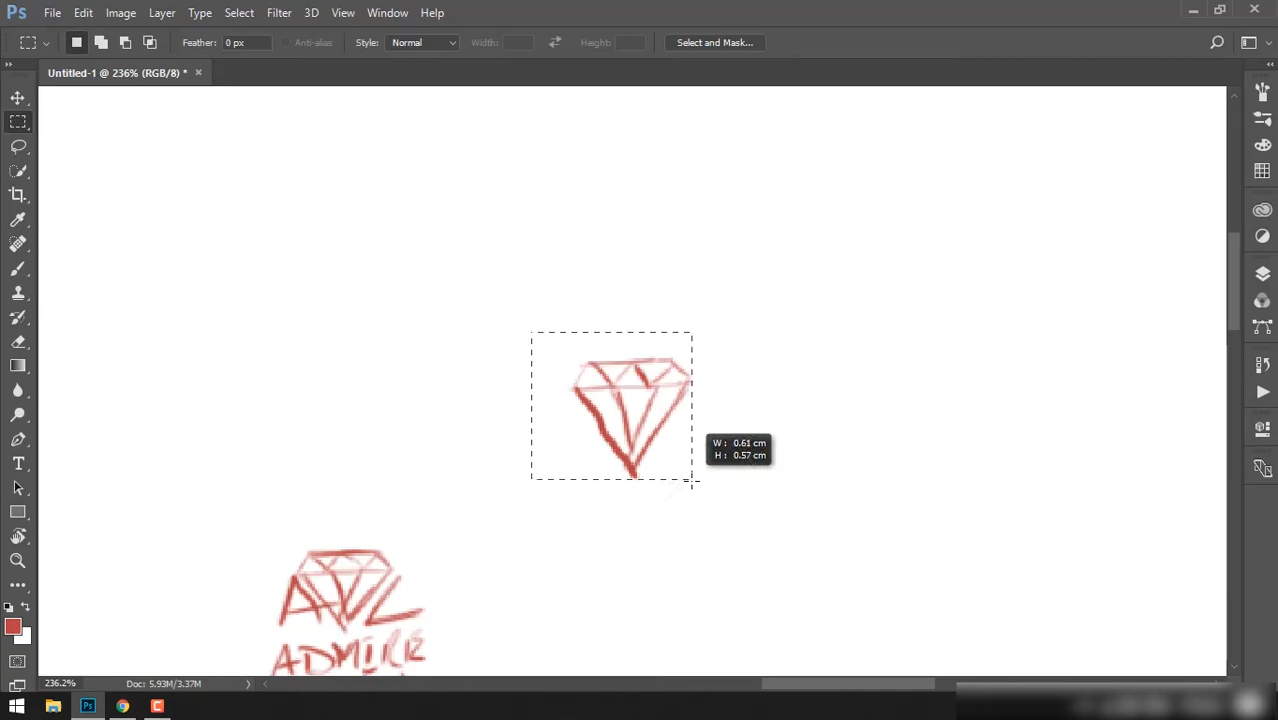 Ps File Edit Image Layer Type Select Filter 3D View Window Help
Feather: 0 px Anti-alias Style: Normal Width: Height: Select and Mask...
Untitled-1 @ 236% (RGB/8) * ×
W: 0.61 cm
H: 0.57 cm
AVL
ADMIRE
236.2% Doc: 5.93M/3.37M
Ps